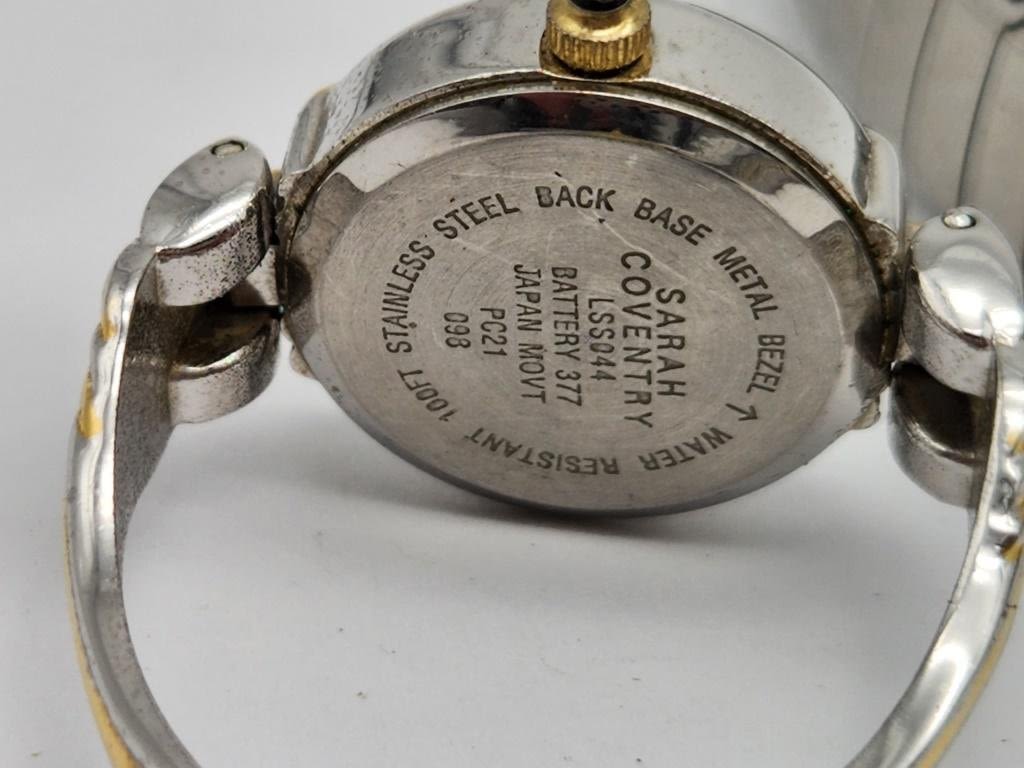 STAINLESS STEEL BACK BASE METAL BEZEL ↑ WATER RESISTANT 100FT
SARAH
COVENTRY
LSS044
BATTERY 377
JAPAN MOVT
PC21
098